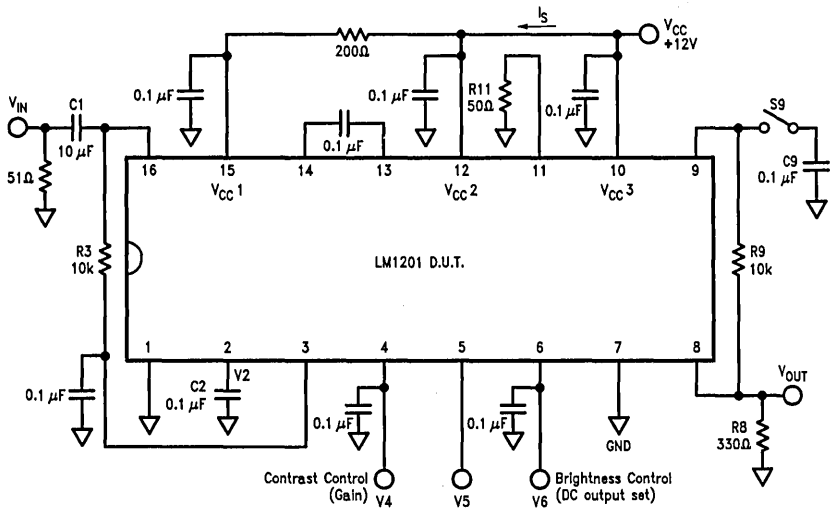 I_S
V_CC
+12V
200Ω
0.1 μF
0.1 μF
R11
50Ω
0.1 μF
S9
V_IN
C1
10 μF
0.1 μF
C9
0.1 μF
51Ω
16 15 14 13 12 11 10 9
V_CC 1 V_CC 2 V_CC 3
R3
10k
LM1201 D.U.T.
R9
10k
1 2 3 4 5 6 7 8
V2
C2
0.1 μF
0.1 μF
0.1 μF
0.1 μF
V_OUT
R8
330Ω
GND
Contrast Control
(Gain)
V4
V5
V6
Brightness Control
(DC output set)